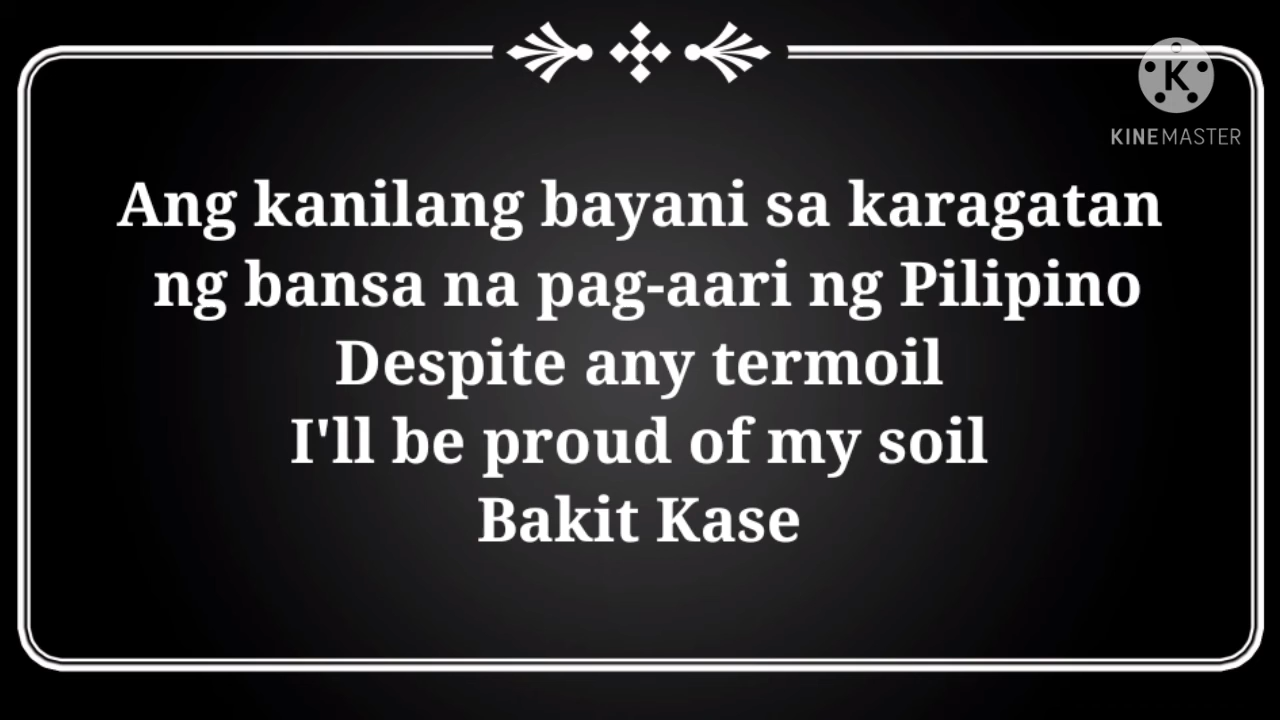 KINEMASTER
Ang kanilang bayani sa karagatan
ng bansa na pag-aari ng Pilipino
Despite any termoil
I'll be proud of my soil
Bakit Kase